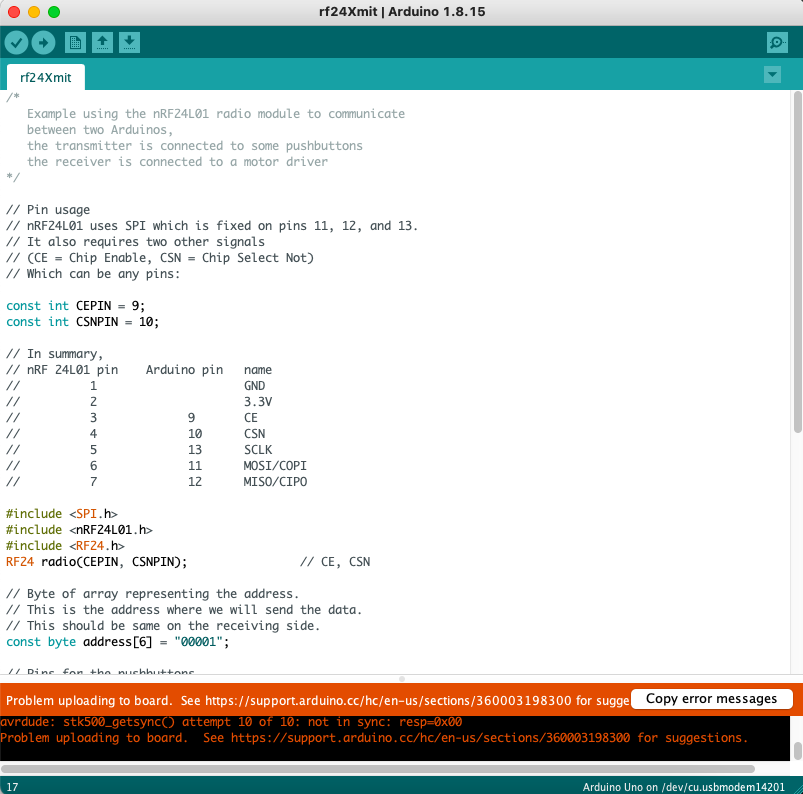 rf24Xmit | Arduino 1.8.15
rf24Xmit
/*
   Example using the nRF24L01 radio module to communicate
   between two Arduinos,
   the transmitter is connected to some pushbuttons
   the receiver is connected to a motor driver
*/
// Pin usage
// nRF24L01 uses SPI which is fixed on pins 11, 12, and 13.
// It also requires two other signals
// (CE = Chip Enable, CSN = Chip Select Not)
// Which can be any pins:
const int CEPIN = 9;
const int CSNPIN = 10;
// In summary,
// nRF 24L01 pin    Arduino pin   name
//          1                     GND
//          2                     3.3V
//          3             9       CE
//          4             10      CSN
//          5             13      SCLK
//          6             11      MOSI/COPI
//          7             12      MISO/CIPO
#include <SPI.h>
#include <nRF24L01.h>
#include <RF24.h>
RF24 radio(CEPIN, CSNPIN);                // CE, CSN
// Byte of array representing the address.
// This is the address where we will send the data.
// This should be same on the receiving side.
const byte address[6] = "00001";
// Pins for the pushbuttons
Problem uploading to board.  See https://support.arduino.cc/hc/en-us/sections/360003198300 for sugge
Copy error messages
avrdude: stk500_getsync() attempt 10 of 10: not in sync: resp=0x00
Problem uploading to board.  See https://support.arduino.cc/hc/en-us/sections/360003198300 for suggestions.
17
Arduino Uno on /dev/cu.usbmodem14201